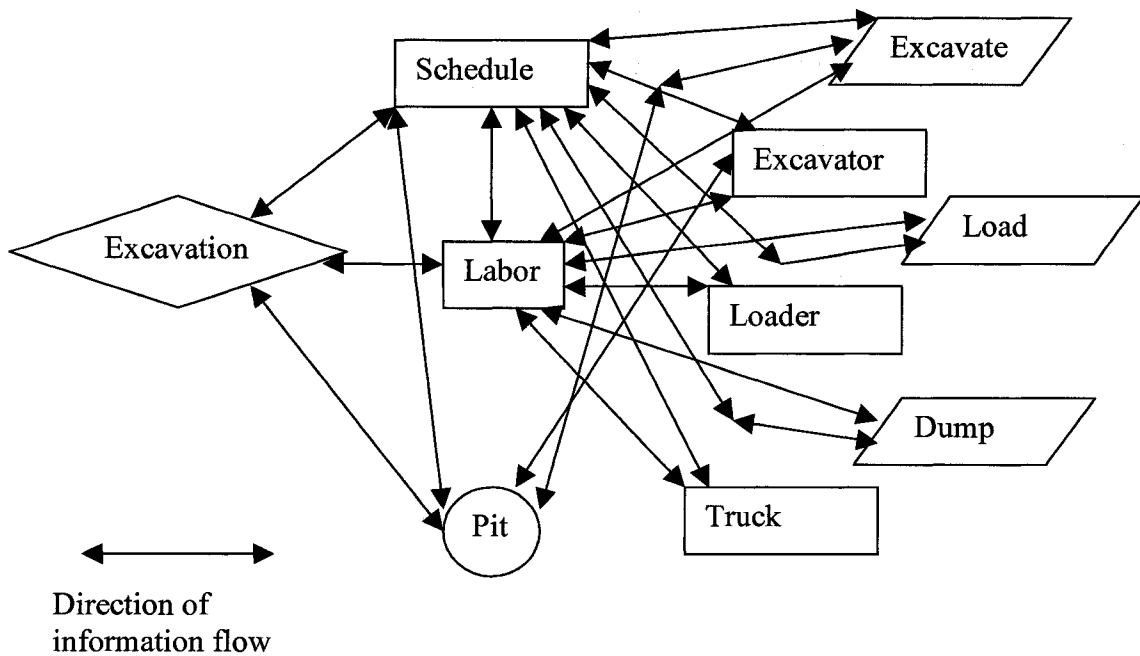 Schedule
Excavate
Excavator
Excavation
Load
Labor
Loader
Dump
Truck
Pit
Direction of
information flow